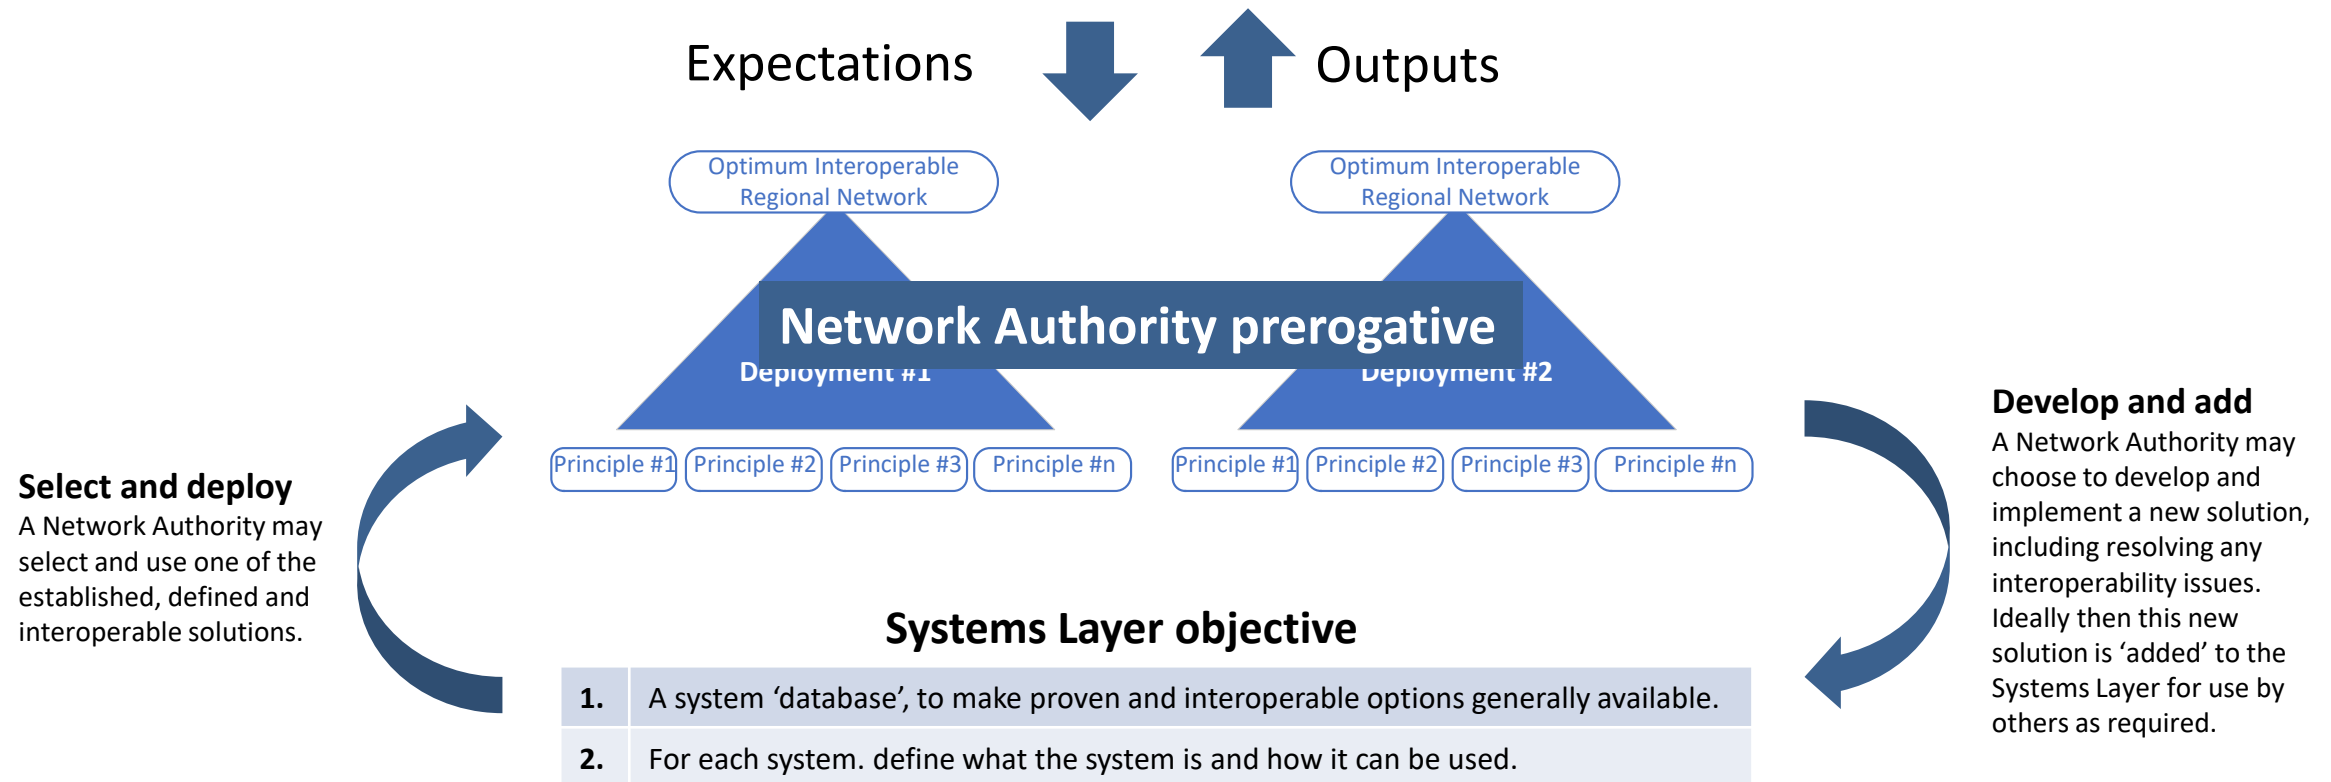 Expectations
Outputs
Optimum Interoperable
Regional Network
Optimum Interoperable
Regional Network
Network Authority prerogative
Deployment #1
Deployment #2
Principle #1
Principle #2
Principle #3
Principle #n
Principle #1
Principle #2
Principle #3
Principle #n
Select and deploy
A Network Authority may
select and use one of the
established, defined and
interoperable solutions.
Develop and add
A Network Authority may
choose to develop and
implement a new solution,
including resolving any
interoperability issues.
Ideally then this new
solution is ‘added’ to the
Systems Layer for use by
others as required.
Systems Layer objective
1. A system ‘database’, to make proven and interoperable options generally available.
2. For each system. define what the system is and how it can be used.